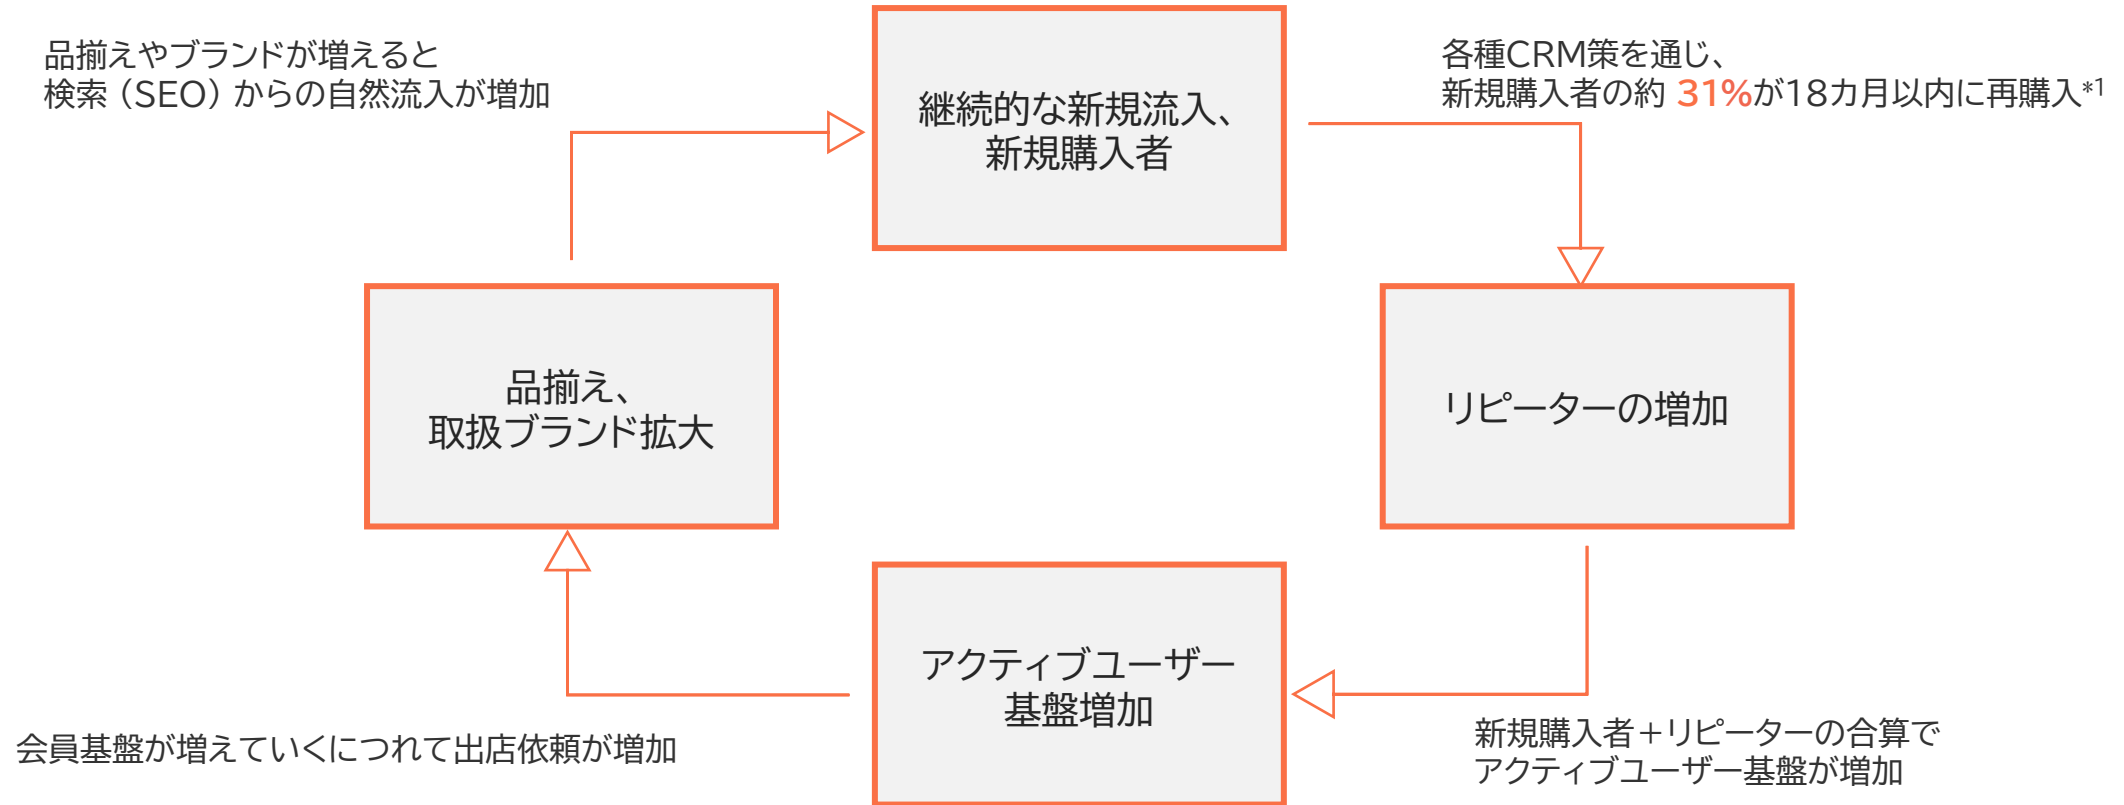 品揃えやブランドが増えると
検索（SEO）からの自然流入が増加
継続的な新規流入、
新規購入者
各種CRM策を通じ、
新規購入者の約 31%が18カ月以内に再購入*1
品揃え、
取扱ブランド拡大
リピーターの増加
アクティブユーザー
基盤増加
会員基盤が増えていくにつれて出店依頼が増加
新規購入者＋リピーターの合算で
アクティブユーザー基盤が増加